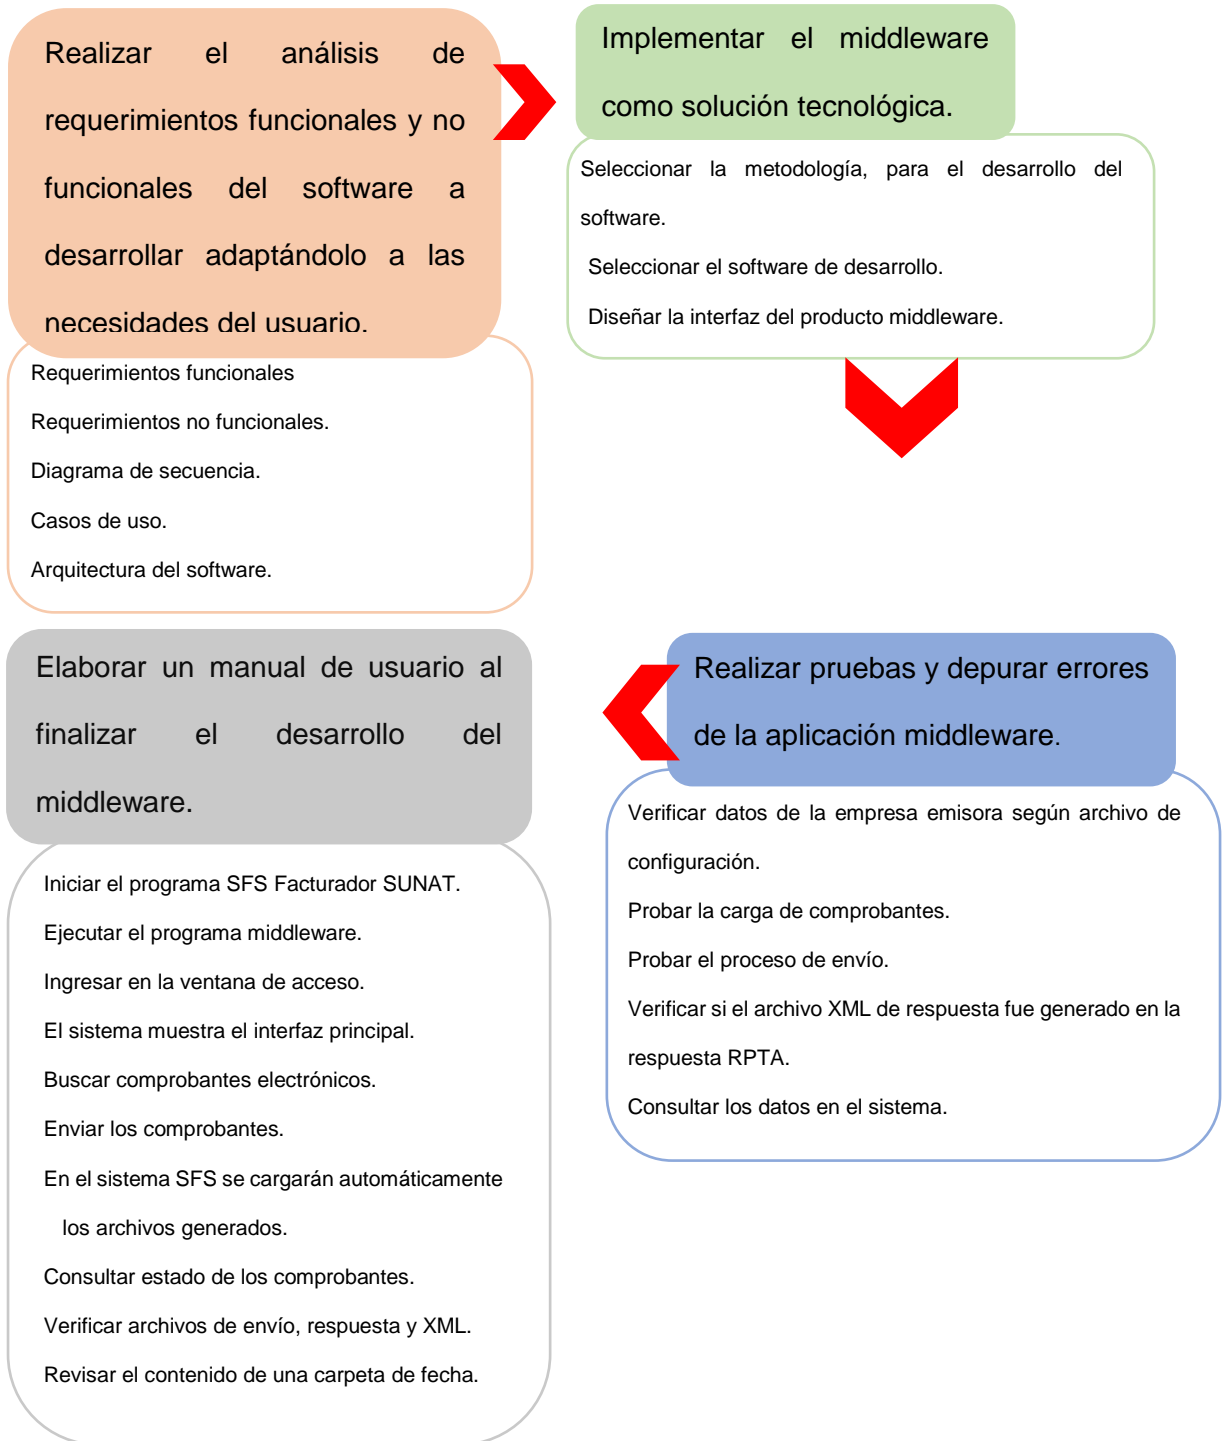 Realizar el análisis de
requerimientos funcionales y no
funcionales del software a
desarrollar adaptándolo a las
necesidades del usuario.
Requerimientos funcionales
Requerimientos no funcionales.
Diagrama de secuencia.
Casos de uso.
Arquitectura del software.
Implementar el middleware
como solución tecnológica.
Seleccionar la metodología, para el desarrollo del
software.
Seleccionar el software de desarrollo.
Diseñar la interfaz del producto middleware.
Realizar pruebas y depurar errores
de la aplicación middleware.
Verificar datos de la empresa emisora según archivo de
configuración.
Probar la carga de comprobantes.
Probar el proceso de envío.
Verificar si el archivo XML de respuesta fue generado en la
respuesta RPTA.
Consultar los datos en el sistema.
Elaborar un manual de usuario al
finalizar el desarrollo del
middleware.
Iniciar el programa SFS Facturador SUNAT.
Ejecutar el programa middleware.
Ingresar en la ventana de acceso.
El sistema muestra el interfaz principal.
Buscar comprobantes electrónicos.
Enviar los comprobantes.
En el sistema SFS se cargarán automáticamente
los archivos generados.
Consultar estado de los comprobantes.
Verificar archivos de envío, respuesta y XML.
Revisar el contenido de una carpeta de fecha.